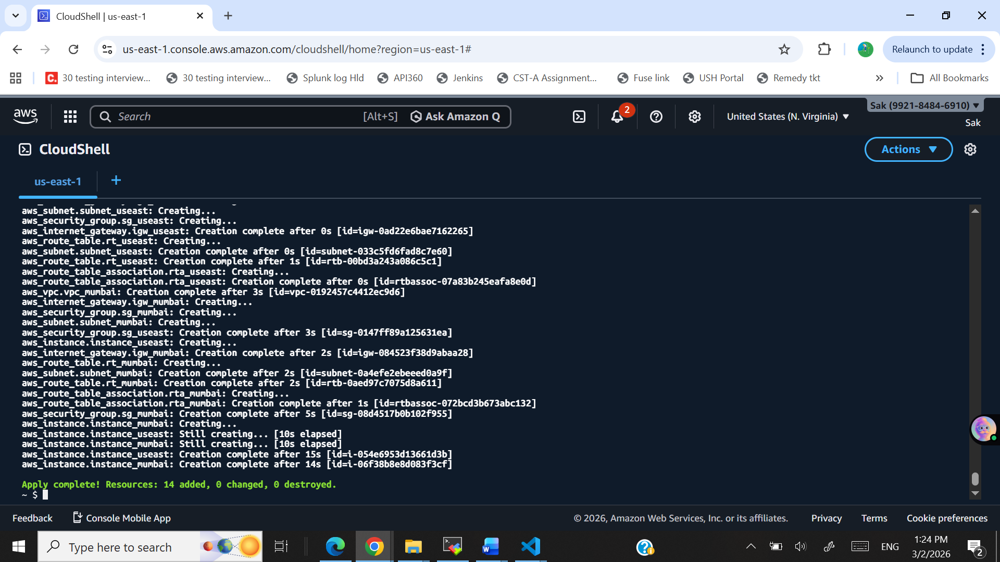 CloudShell | us-east-1
us-east-1.console.aws.amazon.com/cloudshell/home?region=us-east-1#
Relaunch to update
30 testing interview...
30 testing interview...
Splunk log Hld
API360
Jenkins
CST-A Assignment...
Fuse link
USH Portal
Remedy tkt
All Bookmarks
aws
Search
[Alt+S]
Ask Amazon Q
2
United States (N. Virginia)
Sak (9921-8484-6910)
Sak
CloudShell
Actions
us-east-1
aws_subnet.subnet_useast: Creating...
aws_security_group.sg_useast: Creating...
aws_internet_gateway.igw_useast: Creation complete after 0s [id=igw-0ad22e6bae7162265]
aws_route_table.rt_useast: Creating...
aws_subnet.subnet_useast: Creation complete after 0s [id=subnet-033c5fd6fad8c7e60]
aws_route_table.rt_useast: Creation complete after 1s [id=rtb-00bd3a243a086c5c1]
aws_route_table_association.rta_useast: Creating...
aws_route_table_association.rta_useast: Creation complete after 0s [id=rtbassoc-07a83b245eafa8e0d]
aws_vpc.vpc_mumbai: Creation complete after 3s [id=vpc-0192457c4412ec9d6]
aws_internet_gateway.igw_mumbai: Creating...
aws_security_group.sg_mumbai: Creating...
aws_subnet.subnet_mumbai: Creating...
aws_security_group.sg_useast: Creation complete after 3s [id=sg-0147ff89a125631ea]
aws_instance.instance_useast: Creating...
aws_internet_gateway.igw_mumbai: Creation complete after 2s [id=igw-084523f38d9abaa28]
aws_route_table.rt_mumbai: Creating...
aws_subnet.subnet_mumbai: Creation complete after 2s [id=subnet-0a4efe2ebeeed0a9f]
aws_route_table.rt_mumbai: Creation complete after 2s [id=rtb-0aed97c7075d8a611]
aws_route_table_association.rta_mumbai: Creating...
aws_route_table_association.rta_mumbai: Creation complete after 1s [id=rtbassoc-072bcd3b673abc132]
aws_security_group.sg_mumbai: Creation complete after 5s [id=sg-08d4517b0b102f955]
aws_instance.instance_mumbai: Creating...
aws_instance.instance_useast: Still creating... [10s elapsed]
aws_instance.instance_mumbai: Still creating... [10s elapsed]
aws_instance.instance_useast: Creation complete after 15s [id=i-054e6953d13661d3b]
aws_instance.instance_mumbai: Creation complete after 14s [id=i-06f38b8e8d083f3cf]
Apply complete! Resources: 14 added, 0 changed, 0 destroyed.
~ $
Feedback
Console Mobile App
© 2026, Amazon Web Services, Inc. or its affiliates.
Privacy
Terms
Cookie preferences
Type here to search
ENG
1:24 PM
3/2/2026
2